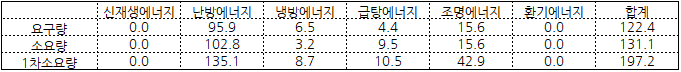 신재생에너지 난방에너지 냉방에너지 급탕에너지 조명에너지 환기에너지 합계
요구량 0.0 95.9 6.5 4.4 15.6 0.0 122.4
소요량 0.0 102.8 3.2 9.5 15.6 0.0 131.1
1차소요량 0.0 135.1 8.7 10.5 42.9 0.0 197.2